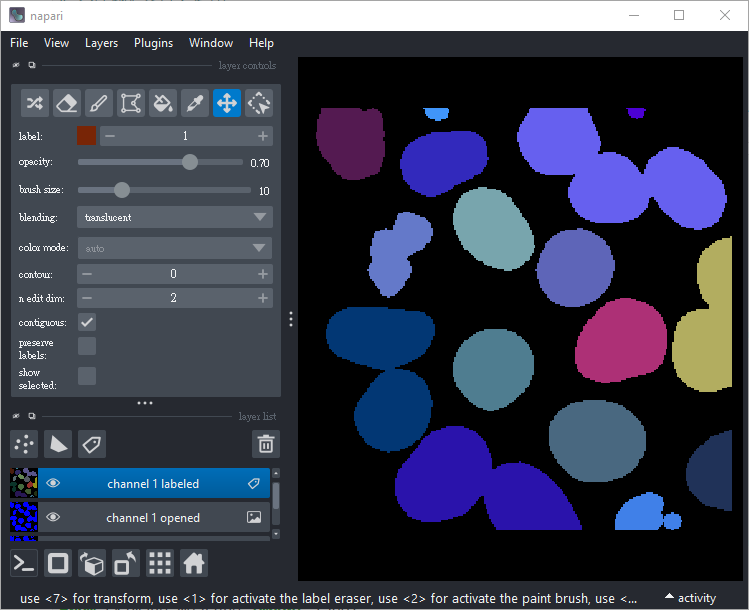 napari
File View Layers Plugins Window Help
layer controls
label: 1
opacity: 0.70
brush size: 10
blending: translucent
color mode: auto
contour: 0
n edit dim: 2
contiguous:
preserve
labels:
show
selected:
layer list
channel 1 labeled
channel 1 opened
use <7> for transform, use <1> for activate the label eraser, use <2> for activate the paint brush, use <... activity